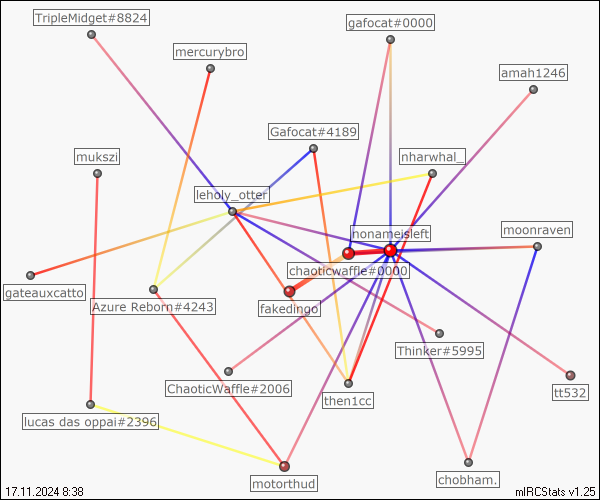 TripleMidget#8824
gafocat#0000
mercurybro
amah1246
Gafocat#4189
mukszi
nharwhal_
leholy_otter
nonameisleft
moonraven
chaoticwaffle#0000
gateauxcatto
Azure Reborn#4243
fakedingo
Thinker#5995
ChaoticWaffle#2006
tt532
then1cc
lucas das oppai#2396
motorthud
chobham.
17.11.2024 8:38
mIRCStats v1.25